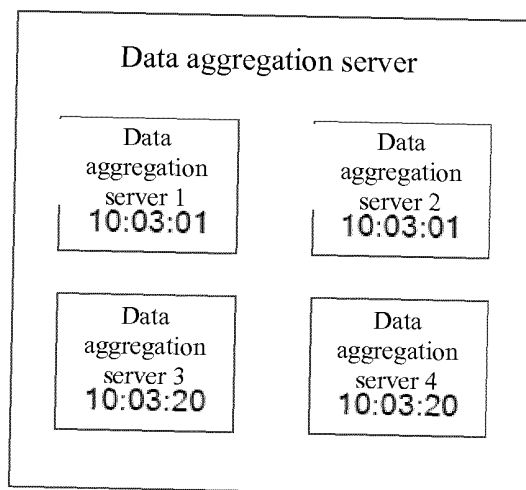 Data aggregation server
Data
aggregation
server 1
10:03:01
Data
aggregation
server 2
10:03:01
Data
aggregation
server 3
10:03:20
Data
aggregation
server 4
10:03:20